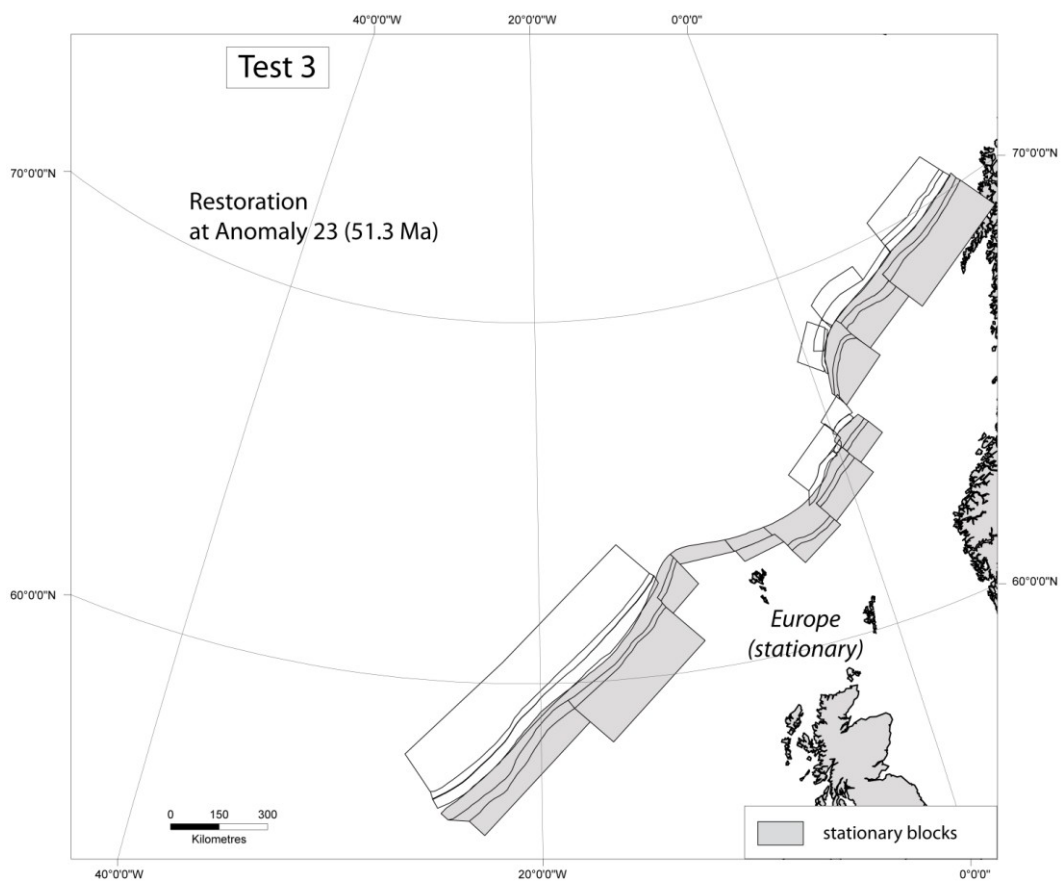 40°0'0"W
20°0'0"W
0°0'0"
Test 3
70°0'0"N
70°0'0"N
Restoration
at Anomaly 23 (51.3 Ma)
60°0'0"N
60°0'0"N
Europe
(stationary)
0
150
300
Kilometres
stationary blocks
40°0'0"W
20°0'0"W
0°0'0"